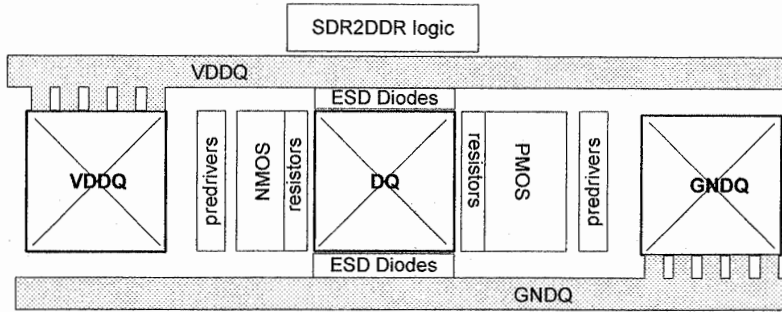 SDR2DDR logic
VDDQ
ESD Diodes
VDDQ
predrivers
NMOS
resistors
DQ
resistors
PMOS
predrivers
GNDQ
ESD Diodes
GNDQ